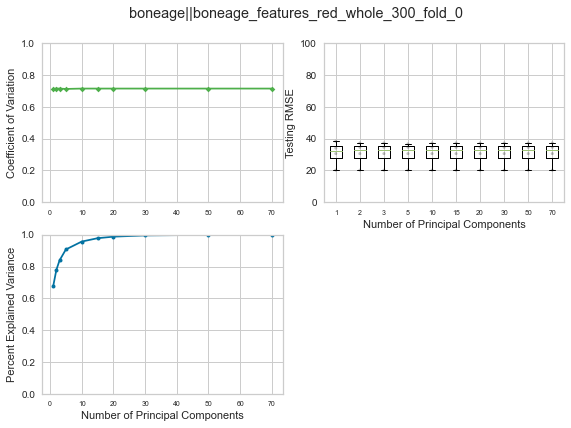 boneage||boneage_features_red_whole_300_fold_0
Coefficient of Variation
1.0
0.8
0.6
0.4
0.2
0.0
0 10 20 30 40 50 60 70
Testing RMSE
100
80
60
40
20
0
1 2 3 5 10 15 20 30 50 70
Number of Principal Components
Percent Explained Variance
1.0
0.8
0.6
0.4
0.2
0.0
0 10 20 30 40 50 60 70
Number of Principal Components